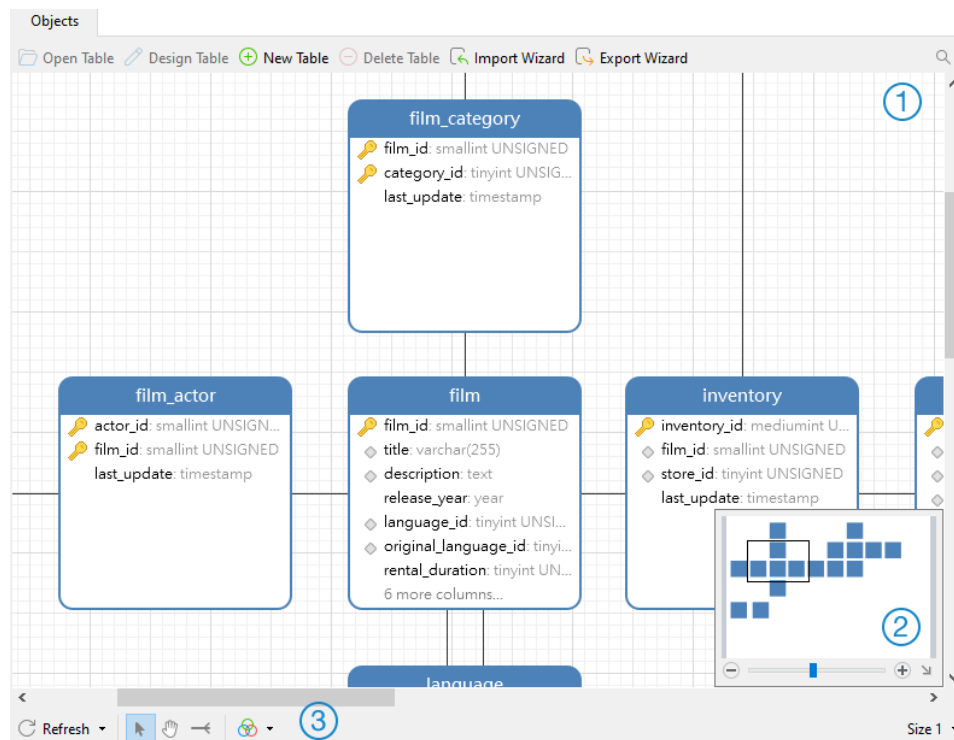 Objects
Open Table Design Table New Table Delete Table Import Wizard Export Wizard
1
film_category
film_id: smallint UNSIGNED
category_id: tinyint UNSIG...
last_update: timestamp
film_actor
actor_id: smallint UNSIGN...
film_id: smallint UNSIGNED
last_update: timestamp
film
film_id: smallint UNSIGNED
title: varchar(255)
description: text
release_year: year
language_id: tinyint UNSI...
original_language_id: tinyi...
rental_duration: tinyint UN...
6 more columns...
inventory
inventory_id: mediumint U...
film_id: smallint UNSIGNED
store_id: tinyint UNSIGNED
last_update: timestamp
2
language
Refresh
3
Size 1